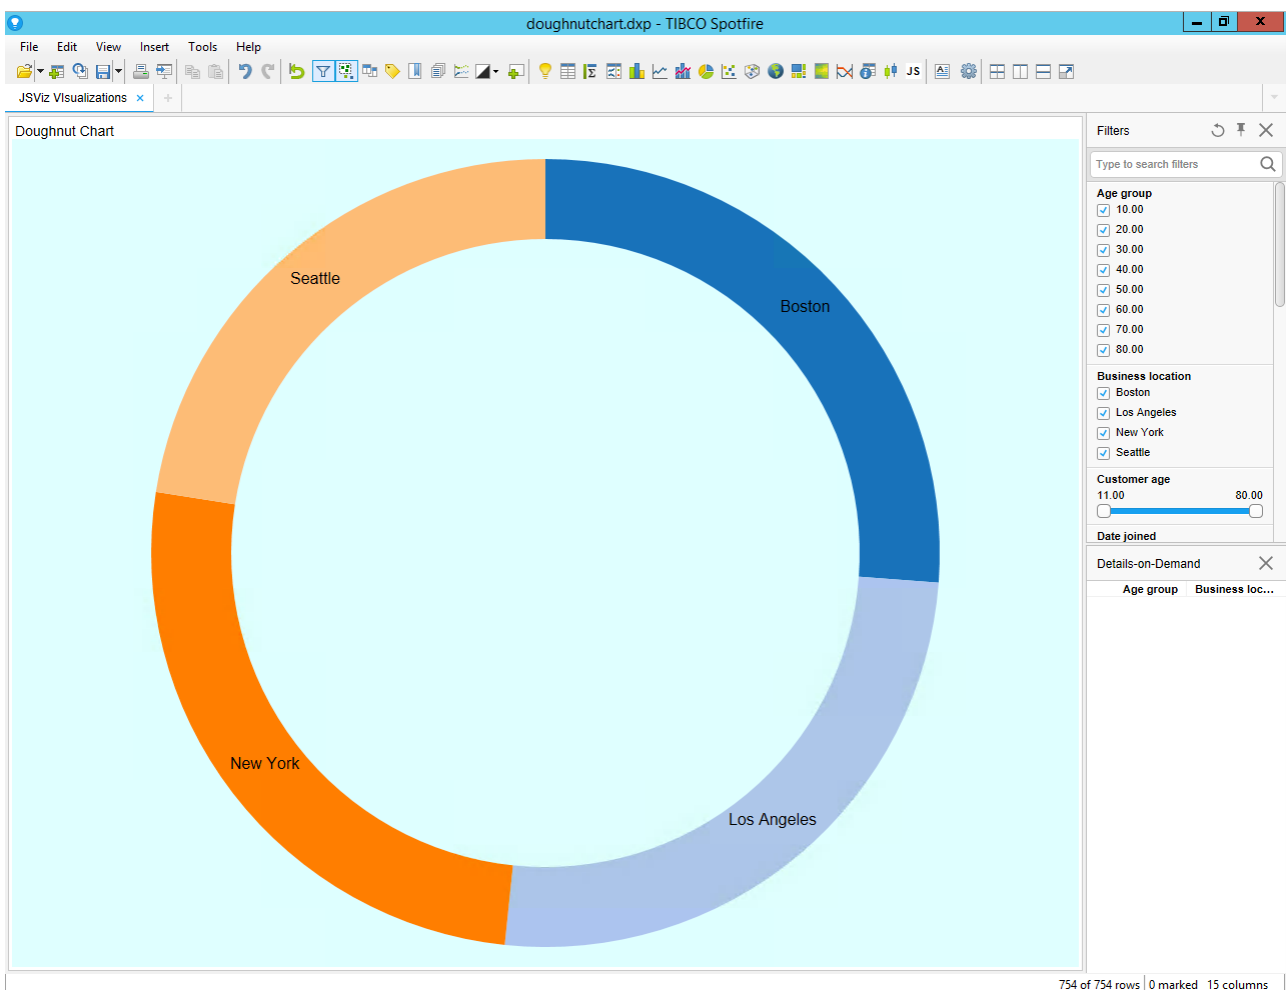 doughnutchart.dxp - TIBCO Spotfire
File Edit View Insert Tools Help
JS
JSViz VIsualizations
Doughnut Chart
Seattle
Boston
New York
Los Angeles
Filters
Type to search filters
Age group
10.00
20.00
30.00
40.00
50.00
60.00
70.00
80.00
Business location
Boston
Los Angeles
New York
Seattle
Customer age
11.00 80.00
Date joined
Details-on-Demand
Age group Business loc...
754 of 754 rows 0 marked 15 columns